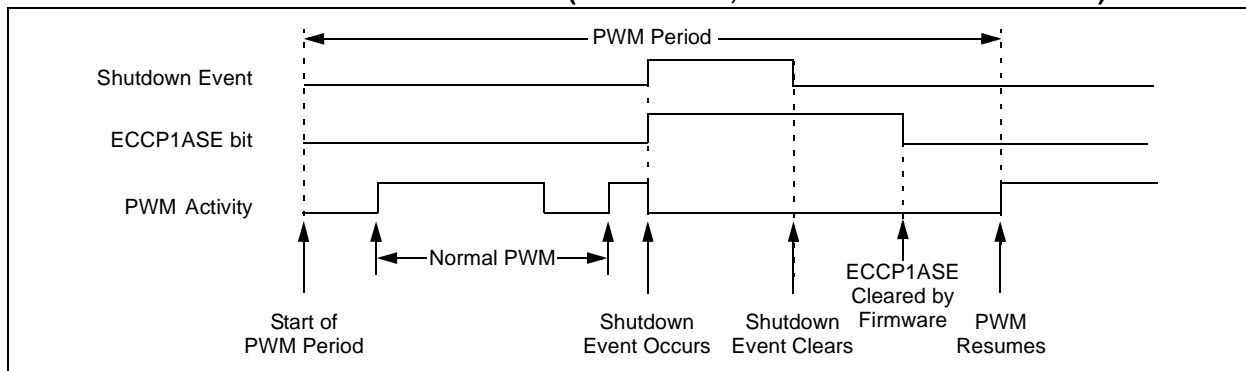 PWM Period
Shutdown Event
ECCP1ASE bit
PWM Activity
Normal PWM
Start of
PWM Period
Shutdown
Event Occurs
Shutdown
Event Clears
ECCP1ASE
Cleared by
Firmware
PWM
Resumes